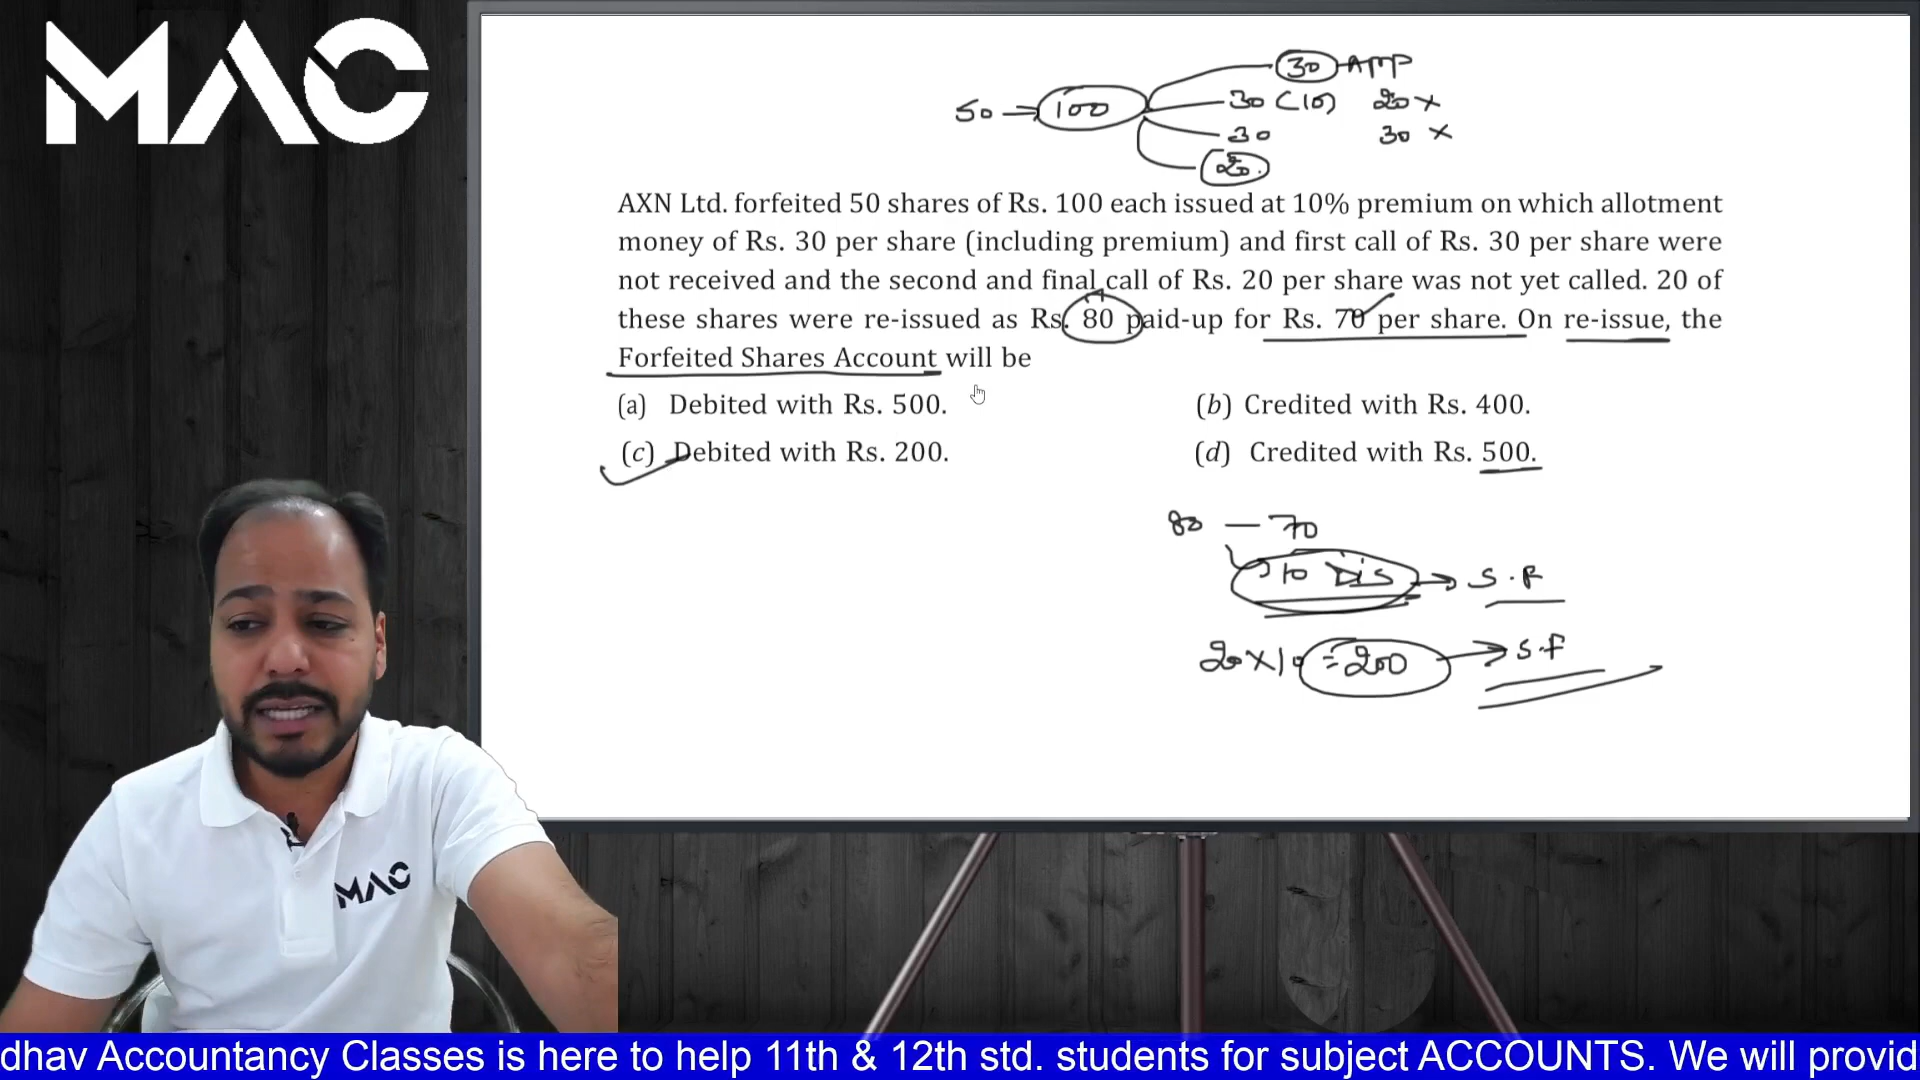 MAC
30 APP
50 → 100 30 (10) 20 x
30 30 x
20
AXN Ltd. forfeited 50 shares of Rs. 100 each issued at 10% premium on which allotment
money of Rs. 30 per share (including premium) and first call of Rs. 30 per share were
not received and the second and final call of Rs. 20 per share was not yet called. 20 of
these shares were re-issued as Rs. 80 paid-up for Rs. 70 per share. On re-issue, the
Forfeited Shares Account will be
(a) Debited with Rs. 500.
(b) Credited with Rs. 400.
(c) Debited with Rs. 200.
(d) Credited with Rs. 500.
80 — 70
10 Dis → S.F
20 x 10 = 200 → S.F
MAC
dhav Accountancy Classes is here to help 11th & 12th std. students for subject ACCOUNTS. We will provid